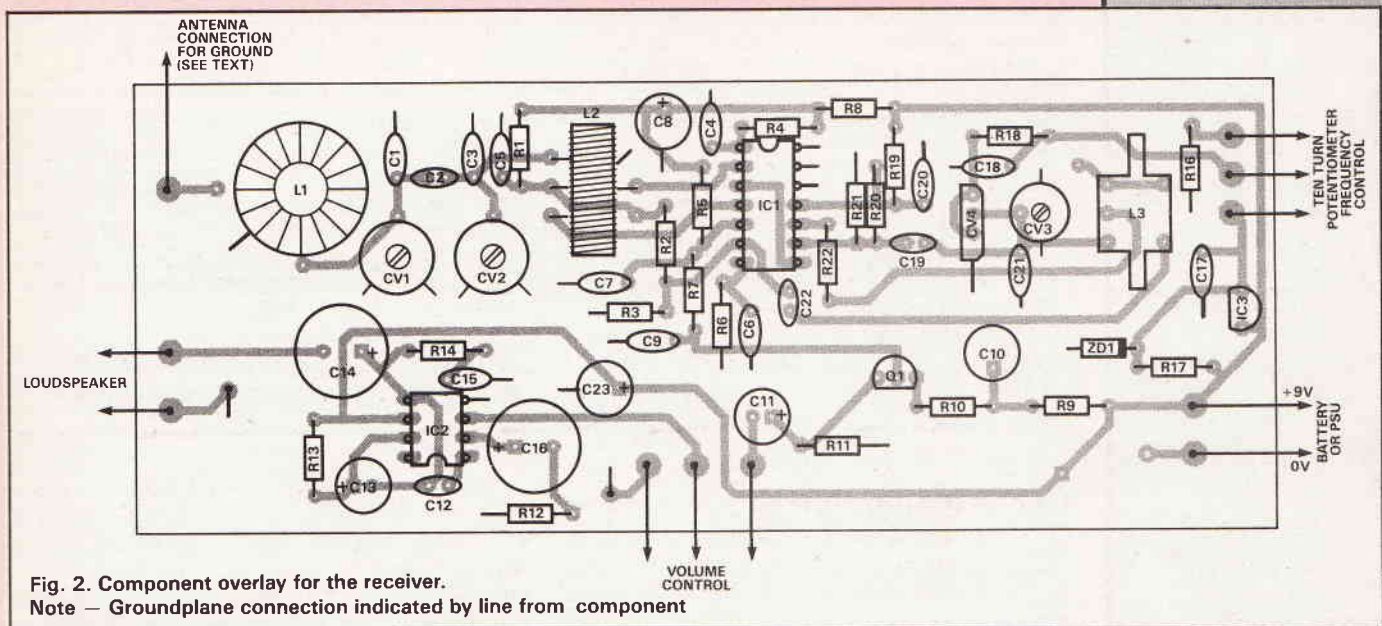 ANTENNA
CONNECTION
FOR GROUND
(SEE TEXT)
L1
C1
C2
C3
C5
R1
L2
C8
C4
R4
R8
R18
R16
TEN TURN
POTENTIOMETER
FREQUENCY
CONTROL
R5
IC1
R21
R20
R19
C20
C18
CV4
CV3
L3
CV1
CV2
R2
C7
R7
R3
C9
R6
C6
C22
R22
C19
C21
C17
IC3
ZD1
R17
LOUDSPEAKER
C14
R14
C15
C23
Q1
C10
C11
R10
R9
R11
+9V
BATTERY
OR PSU
0V
R13
IC2
C13
C12
C16
R12
VOLUME
CONTROL
Fig. 2. Component overlay for the receiver.
Note — Groundplane connection indicated by line from component